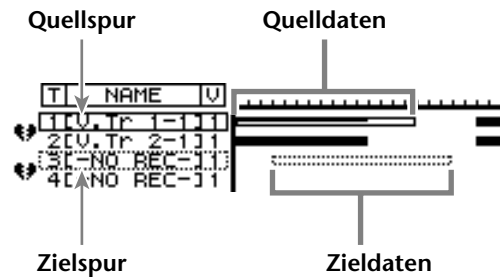 Quellspur Quelldaten
T NAME V
1[V.Tr 1-1]1
2[V.Tr 2-1]1
3[-NO REC-]1
4[-NO REC-]1
Zielspur Zieldaten